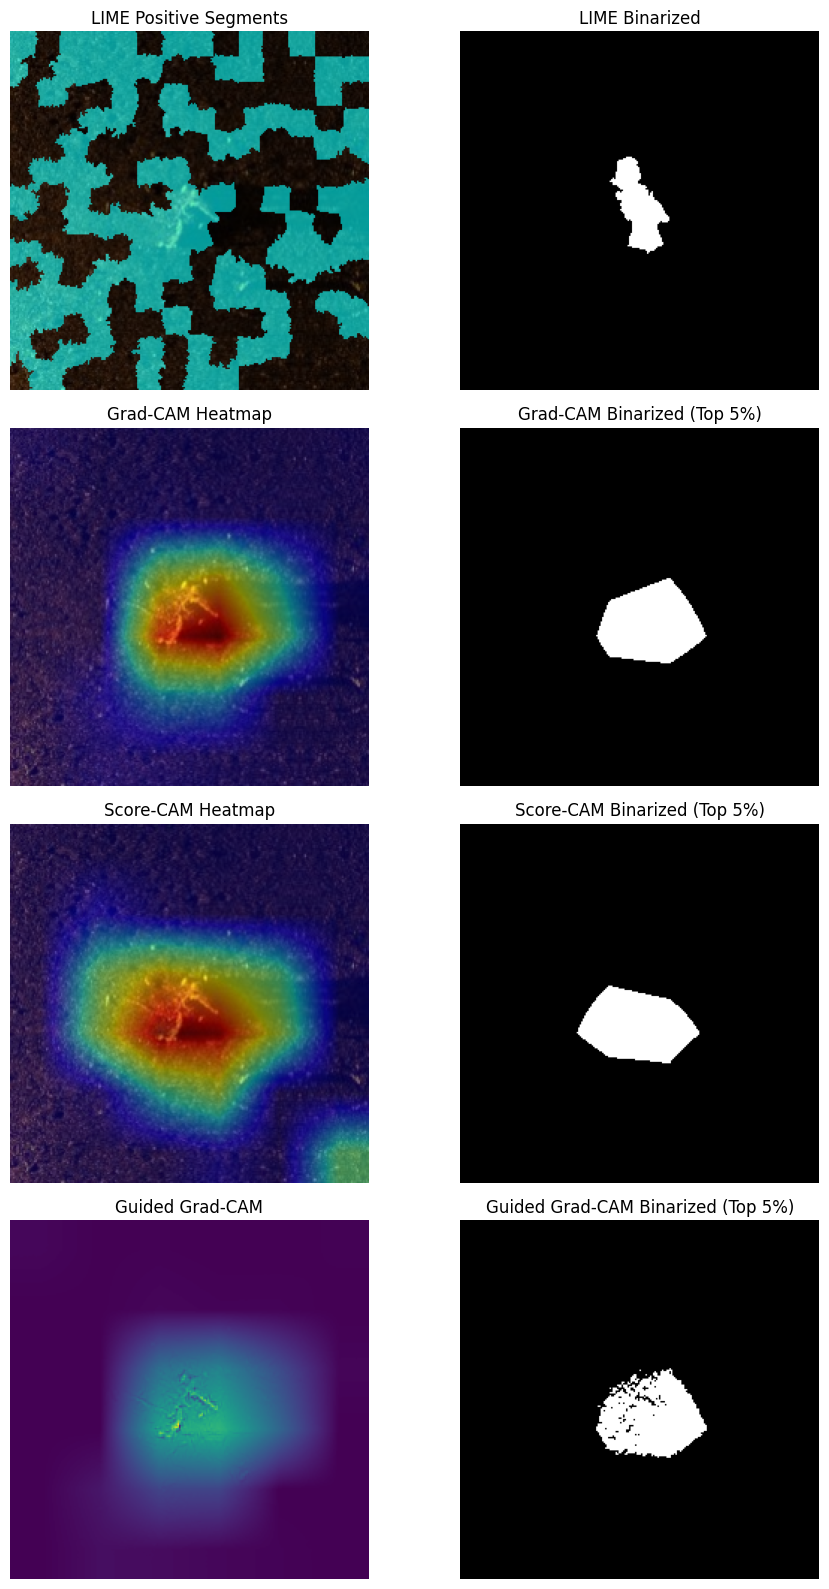 LIME Positive Segments
LIME Binarized
Grad-CAM Heatmap
Grad-CAM Binarized (Top 5%)
Score-CAM Heatmap
Score-CAM Binarized (Top 5%)
Guided Grad-CAM
Guided Grad-CAM Binarized (Top 5%)